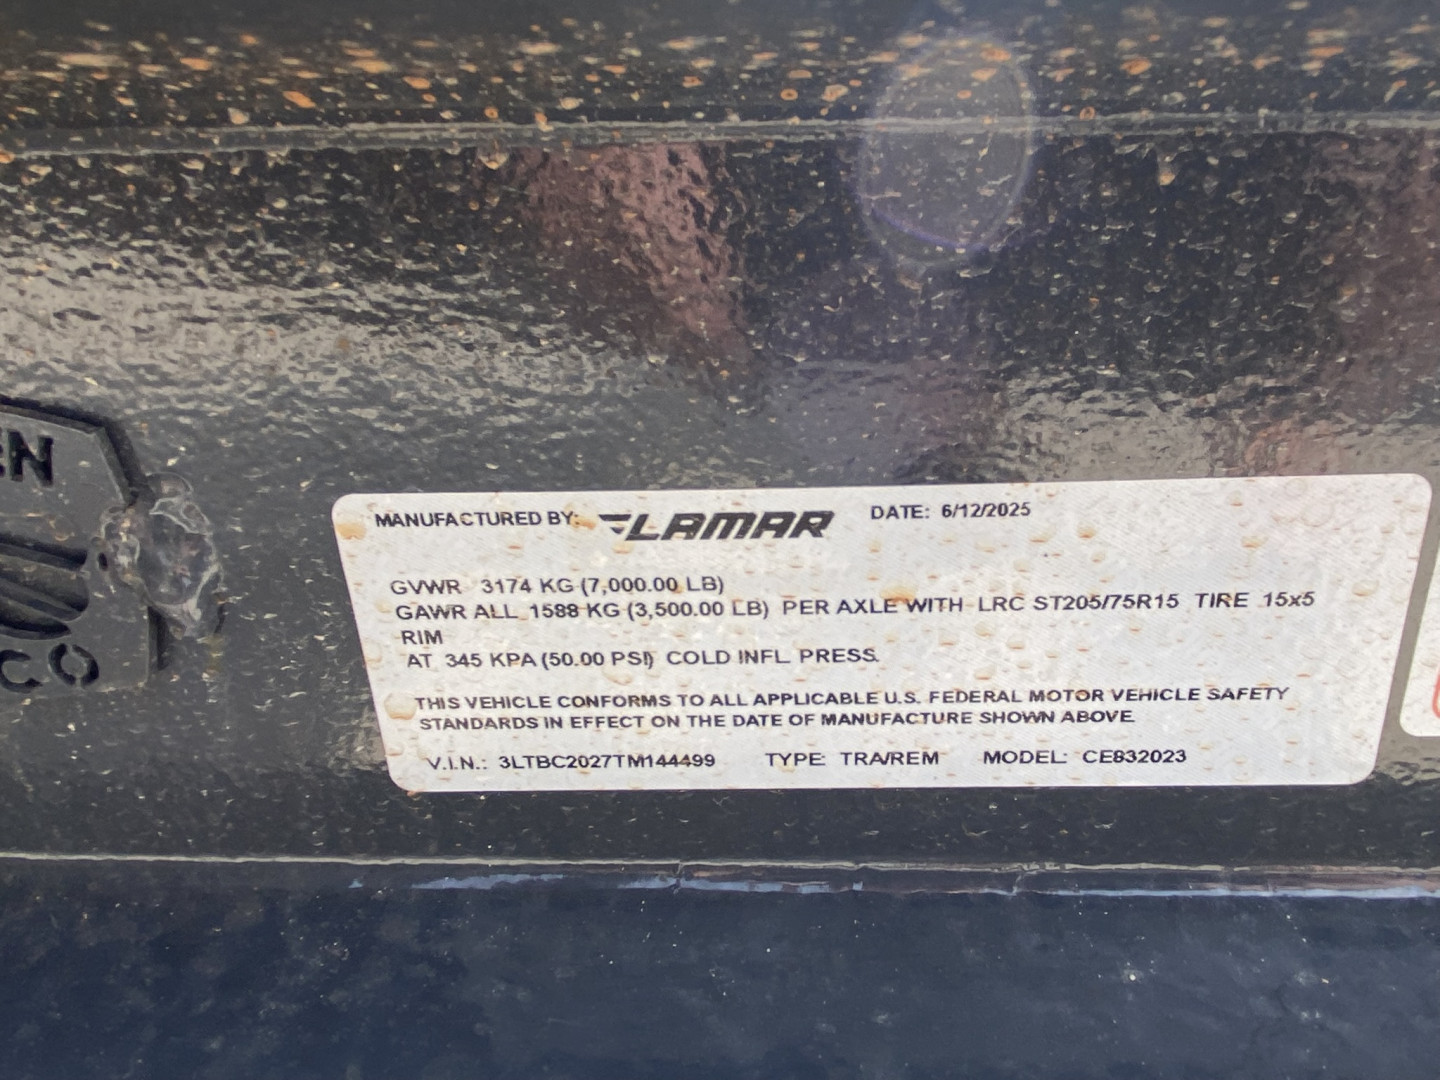 EN
CO
MANUFACTURED BY: LAMAR DATE: 6/12/2025
GVWR 3174 KG (7,000.00 LB)
GAWR ALL 1588 KG (3,500.00 LB) PER AXLE WITH LRC ST205/75R15 TIRE 15x5
RIM
AT 345 KPA (50.00 PSI) COLD INFL. PRESS.
THIS VEHICLE CONFORMS TO ALL APPLICABLE U.S. FEDERAL MOTOR VEHICLE SAFETY
STANDARDS IN EFFECT ON THE DATE OF MANUFACTURE SHOWN ABOVE
V.I.N.: 3LTBC2027TM144499 TYPE: TRA/REM MODEL: CE832023